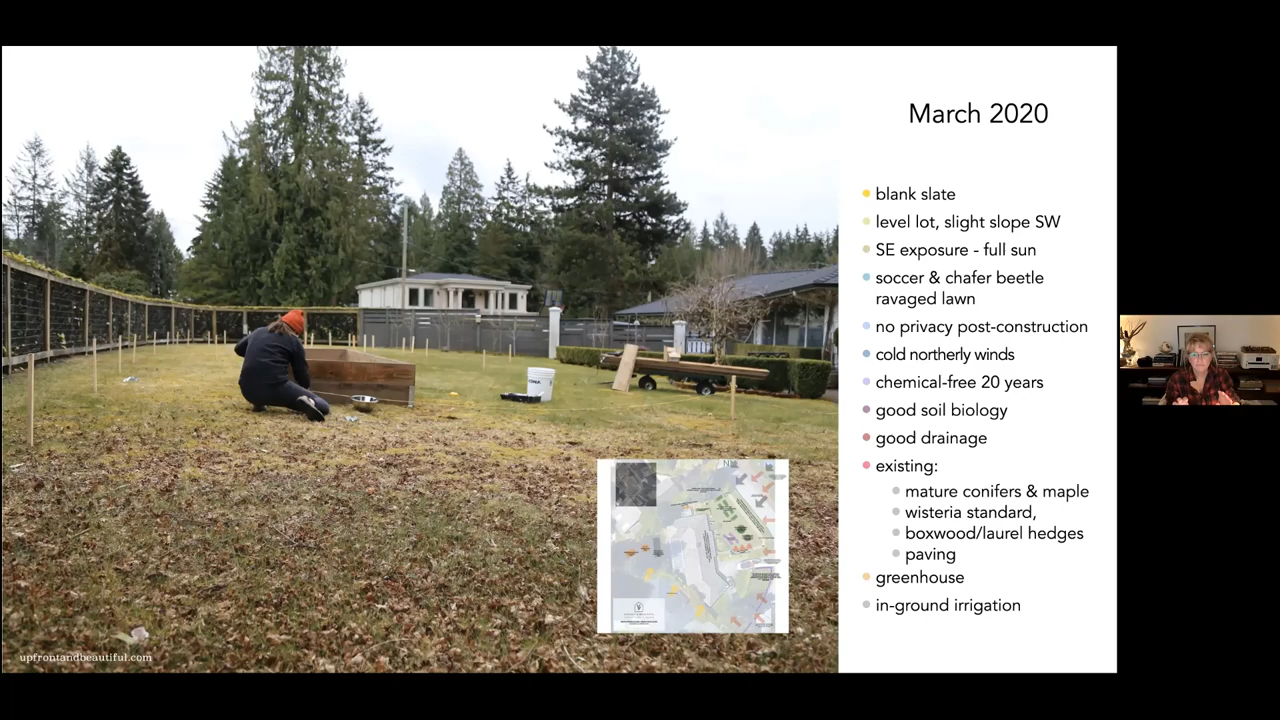 March 2020
blank slate
level lot, slight slope SW
SE exposure - full sun
soccer & chafer beetle
ravaged lawn
no privacy post-construction
cold northerly winds
chemical-free 20 years
good soil biology
good drainage
existing:
mature conifers & maple
wisteria standard,
boxwood/laurel hedges
paving
greenhouse
in-ground irrigation
upfrontandbeautiful.com